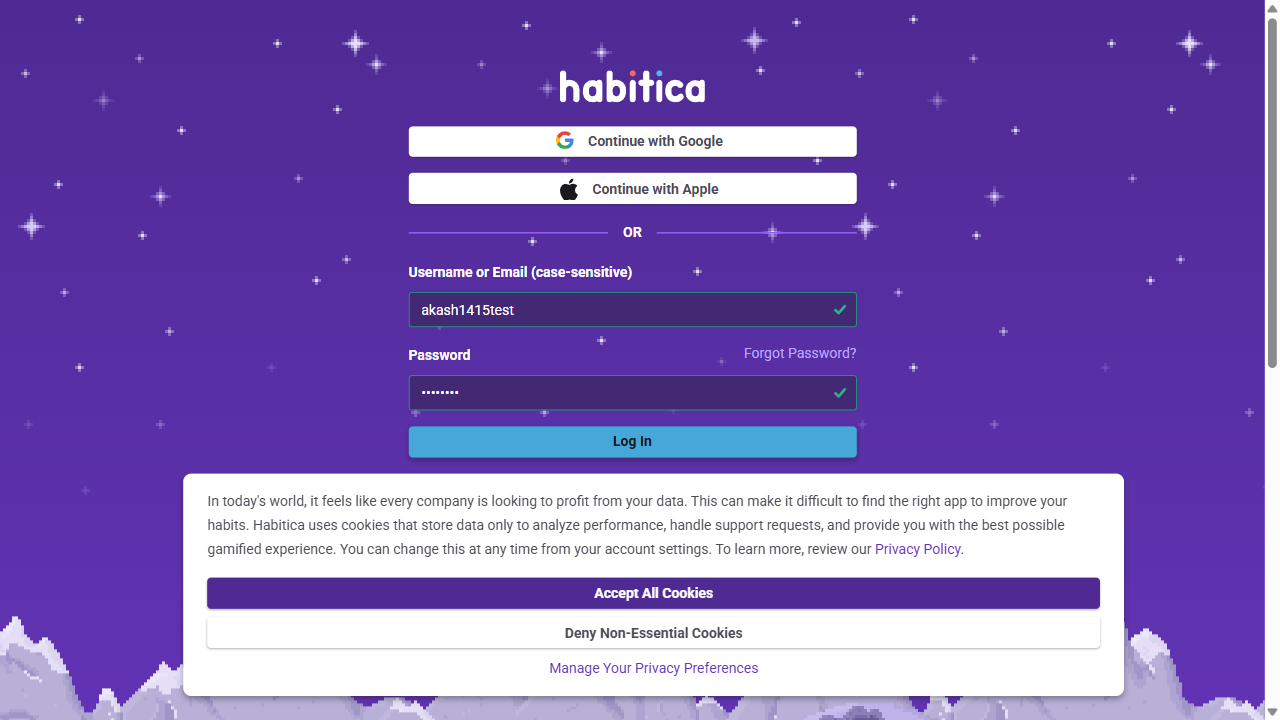 habitica
Continue with Google
Continue with Apple
OR
Username or Email (case-sensitive)
akash1415test
Password
Forgot Password?
••••••••
Log In
In today's world, it feels like every company is looking to profit from your data. This can make it difficult to find the right app to improve your
habits. Habitica uses cookies that store data only to analyze performance, handle support requests, and provide you with the best possible
gamified experience. You can change this at any time from your account settings. To learn more, review our Privacy Policy.
Accept All Cookies
Deny Non-Essential Cookies
Manage Your Privacy Preferences